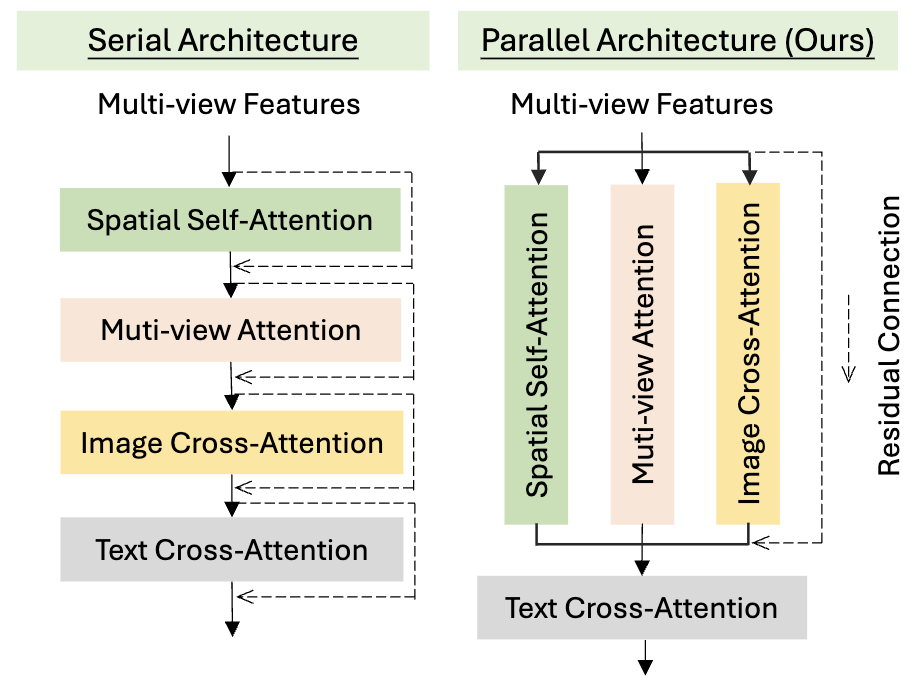 Serial Architecture
Multi-view Features
Spatial Self-Attention
Muti-view Attention
Image Cross-Attention
Text Cross-Attention
Parallel Architecture (Ours)
Multi-view Features
Spatial Self-Attention
Muti-view Attention
Image Cross-Attention
Residual Connection
Text Cross-Attention